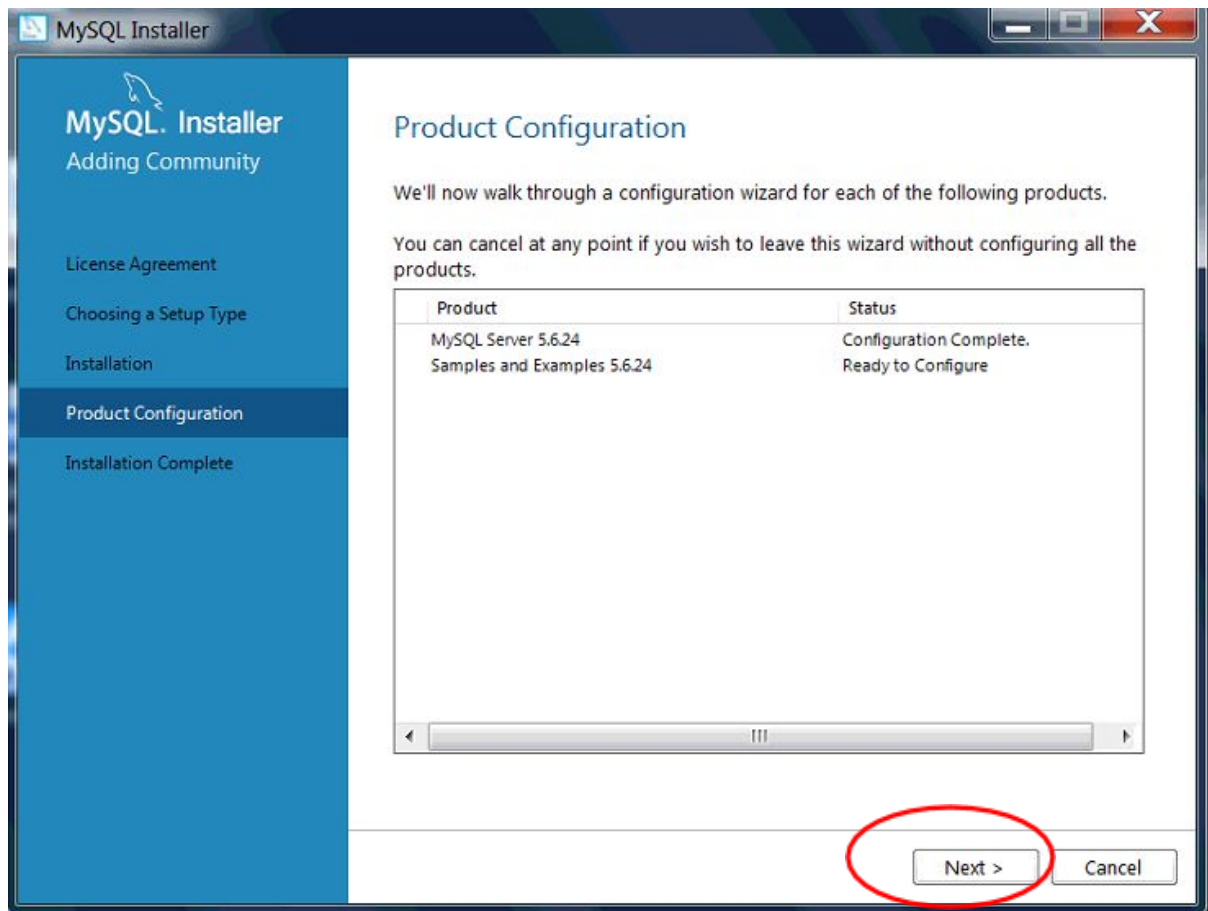 MySQL Installer
MySQL. Installer
Adding Community
License Agreement
Choosing a Setup Type
Installation
Product Configuration
Installation Complete
Product Configuration
We'll now walk through a configuration wizard for each of the following products.
You can cancel at any point if you wish to leave this wizard without configuring all the
products.
Product Status
MySQL Server 5.6.24 Configuration Complete.
Samples and Examples 5.6.24 Ready to Configure
Next > Cancel